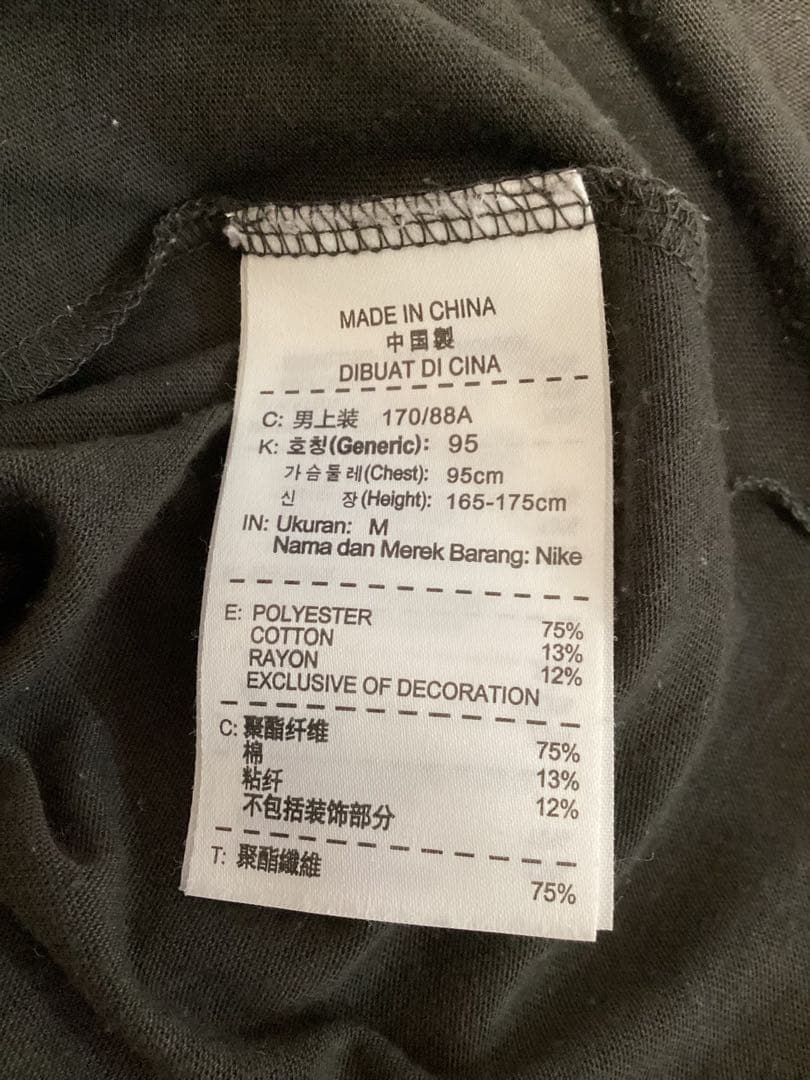 MADE IN CHINA
中国製
DIBUAT DI CINA
C: 男上装 170/88A
K: 호칭(Generic): 95
가슴둘레(Chest): 95cm
신 장(Height): 165-175cm
IN: Ukuran: M
Nama dan Merek Barang: Nike
E: POLYESTER 75%
COTTON 13%
RAYON 12%
EXCLUSIVE OF DECORATION
C: 聚酯纤维 75%
棉 13%
粘纤 12%
不包括装饰部分
T: 聚酯纖維 75%